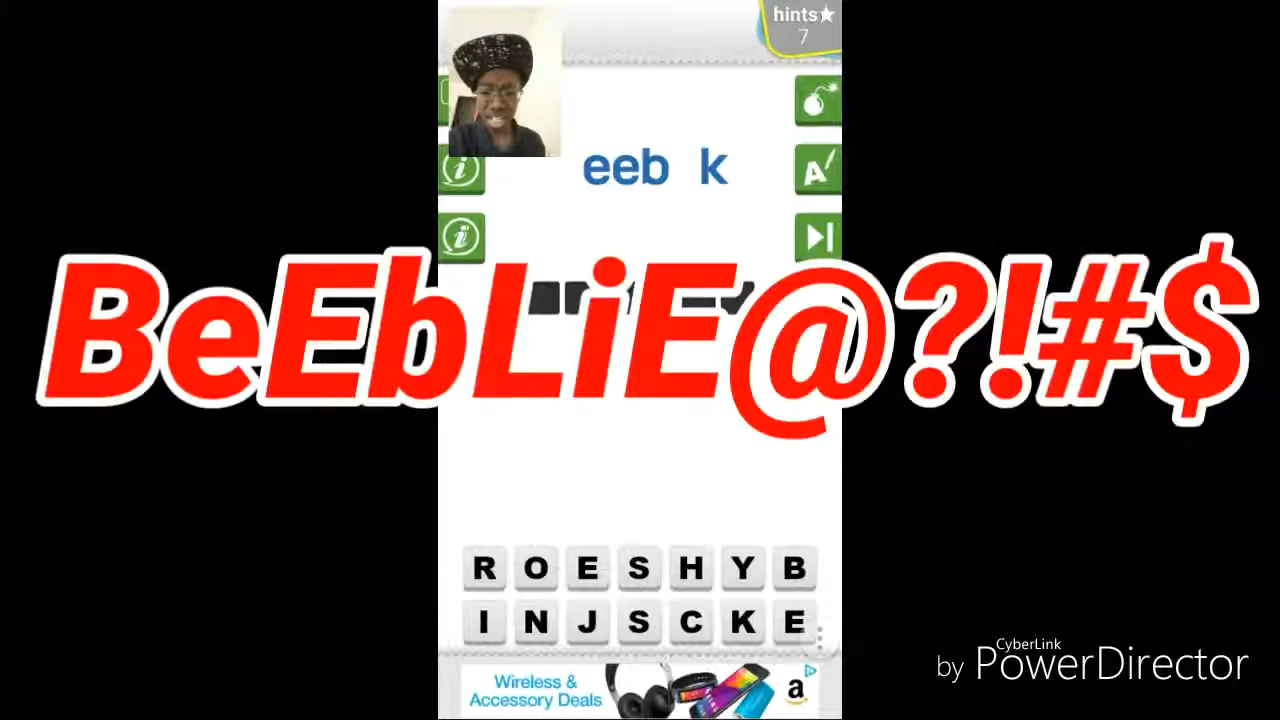 hints★
7
eeb k
BeEbLiE@?!#$
R O E S H Y B
I N J S C K E
Wireless &
Accessory Deals
a
CyberLink
by PowerDirector